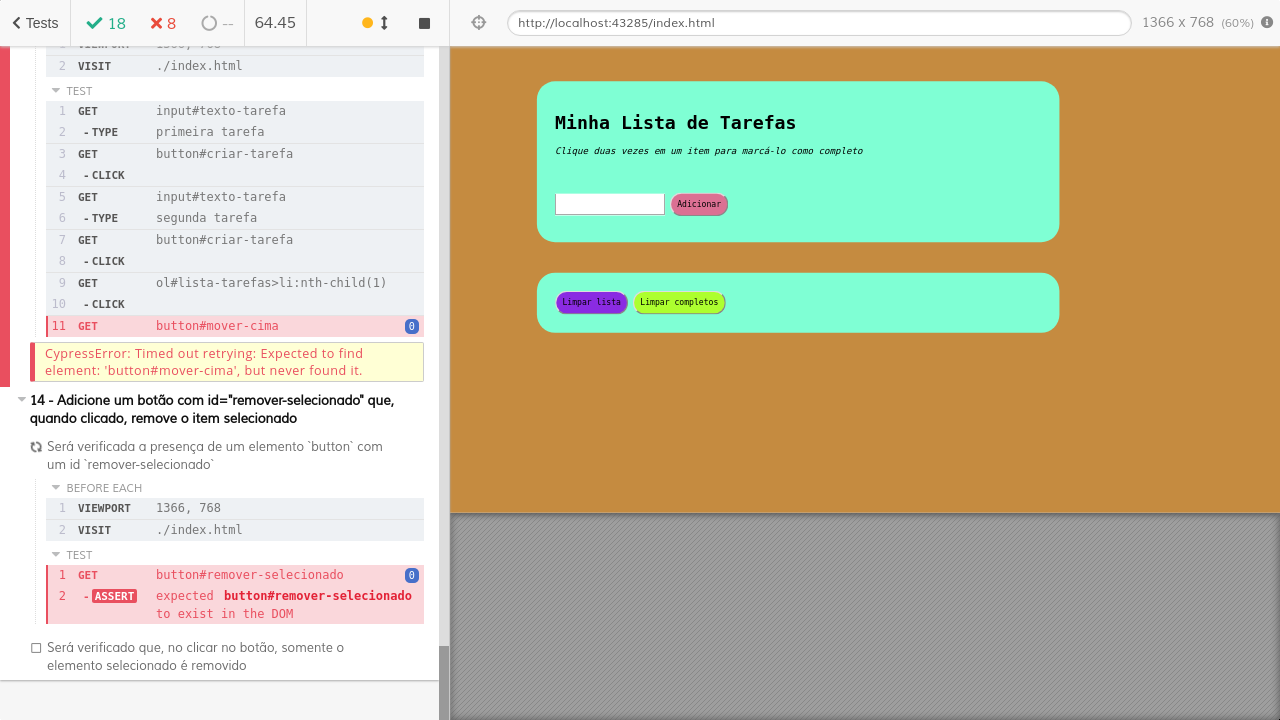 Tests
18
8
--
64.45
http://localhost:43285/index.html
1366 x 768 (60%)
1 VIEWPORT 1366, 768
2 VISIT ./index.html
TEST
1 GET input#texto-tarefa
2 -TYPE primeira tarefa
3 GET button#criar-tarefa
4 -CLICK
5 GET input#texto-tarefa
6 -TYPE segunda tarefa
7 GET button#criar-tarefa
8 -CLICK
9 GET ol#lista-tarefas>li:nth-child(1)
10 -CLICK
11 GET button#mover-cima 0
CypressError: Timed out retrying: Expected to find
element: 'button#mover-cima', but never found it.
14 - Adicione um botão com id="remover-selecionado" que,
quando clicado, remove o item selecionado
Será verificada a presença de um elemento `button` com
um id `remover-selecionado`
BEFORE EACH
1 VIEWPORT 1366, 768
2 VISIT ./index.html
TEST
1 GET button#remover-selecionado 0
2 -ASSERT expected button#remover-selecionado
to exist in the DOM
Será verificado que, no clicar no botão, somente o
elemento selecionado é removido
Minha Lista de Tarefas
Clique duas vezes em um item para marcá-lo como completo
Adicionar
Limpar lista
Limpar completos